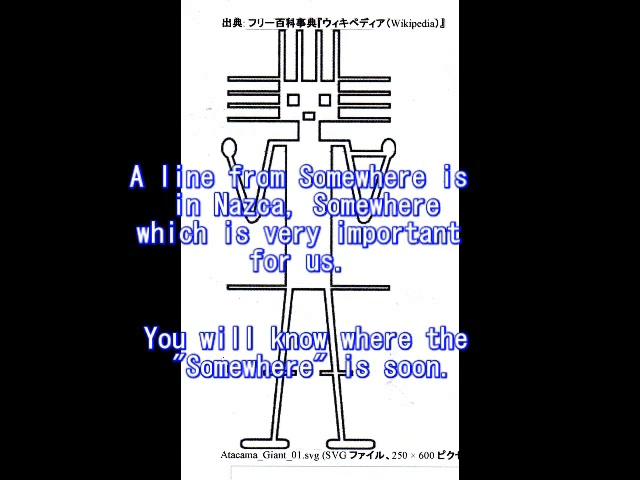 出典: フリー百科事典『ウィキペディア(Wikipedia)』
A line from Somewhere is
in Nazca, Somewhere
which is very important
for us.
You will know where the
"Somewhere" is soon.
Atacama_Giant_01.svg (SVG ファイル、250 × 600 ピクセ